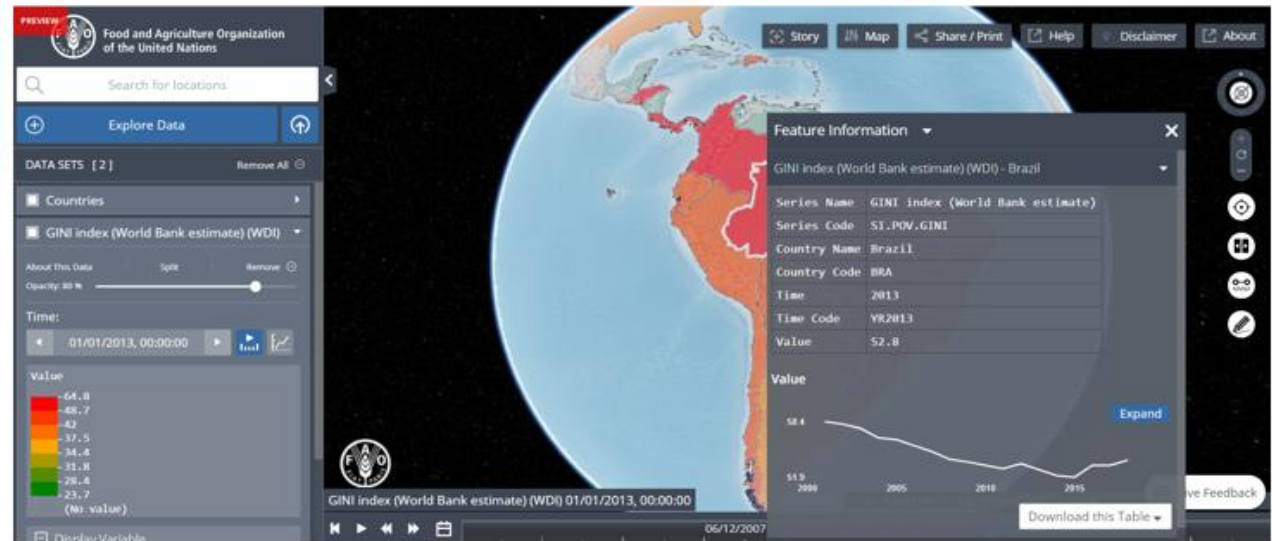 PREVIEW
Food and Agriculture Organization
of the United Nations
Search for locations
Explore Data
DATA SETS [2]
Remove All
Countries
GINI index (World Bank estimate) (WDI)
About This Data
Split
Remove
Opacity: 80 %
Time:
01/01/2013, 00:00:00
Value
64.8
48.7
42
37.5
34.4
31.8
28.4
23.7
(No value)
Display Variable
Story
Map
Share / Print
Help
Disclaimer
About
Feature Information
GINI index (World Bank estimate) (WDI) - Brazil
Series Name GINI index (World Bank estimate)
Series Code SI.POV.GINI
Country Name Brazil
Country Code BRA
Time 2013
Time Code YR2013
Value 52.8
Value
Expand
58.4
51.9
2000 2005 2010 2015
Download this Table
ve Feedback
FAO
GINI index (World Bank estimate) (WDI) 01/01/2013, 00:00:00
06/12/2007